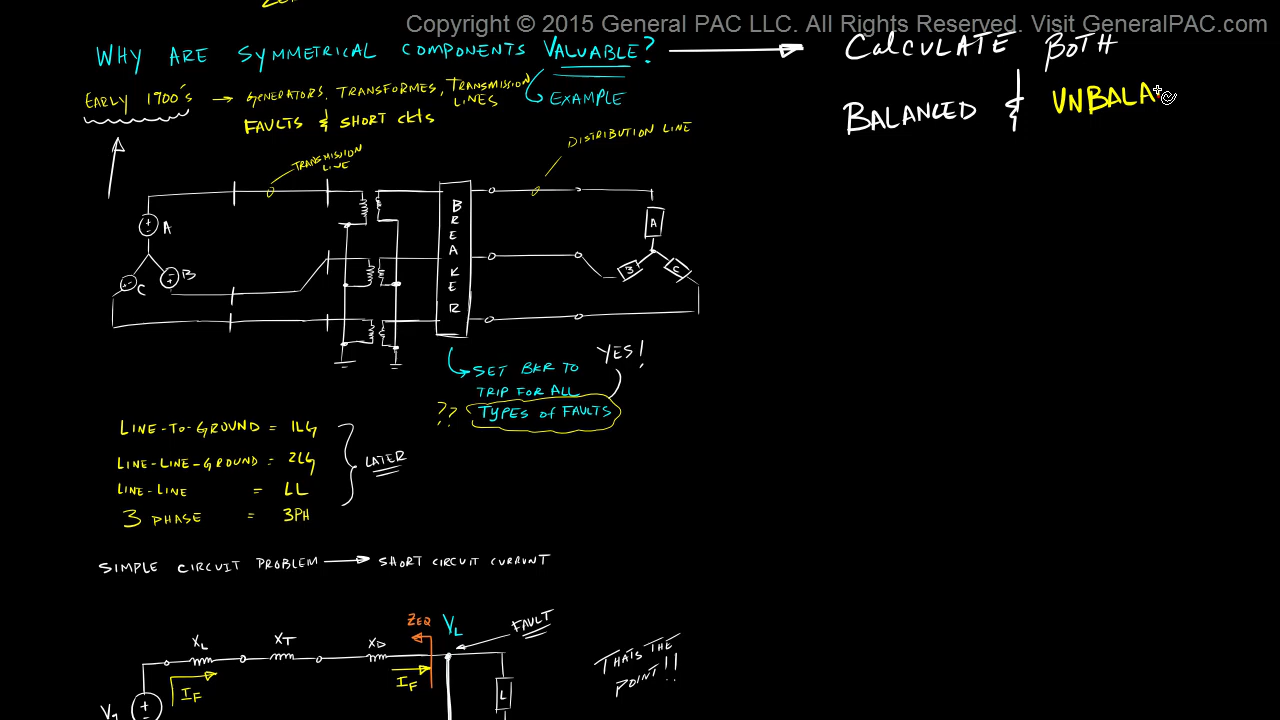 Copyright © 2015 General PAC LLC. All Rights Reserved. Visit GeneralPAC.com
WHY ARE SYMMETRICAL COMPONENTS VALUABLE?
CALCULATE BOTH
BALANCED & UNBALA
EARLY 1900's → GENERATORS, TRANSFORMES, TRANSMISSION LINES
EXAMPLE
FAULTS & SHORT CKTS
TRANSMISSION LINE
DISTRIBUTION LINE
A
B
C
BREAKER
A
B
C
SET BKR TO
TRIP FOR ALL
TYPES OF FAULTS
??
YES!
LINE-TO-GROUND = 1LG
LINE-LINE-GROUND = 2LG
LINE-LINE = LL
3 PHASE = 3PH
LATER
SIMPLE CIRCUIT PROBLEM → SHORT CIRCUIT CURRUNT
XL
XT
XD
ZEQ
VL
FAULT
IF
IF
L
THATS THE
POINT!!